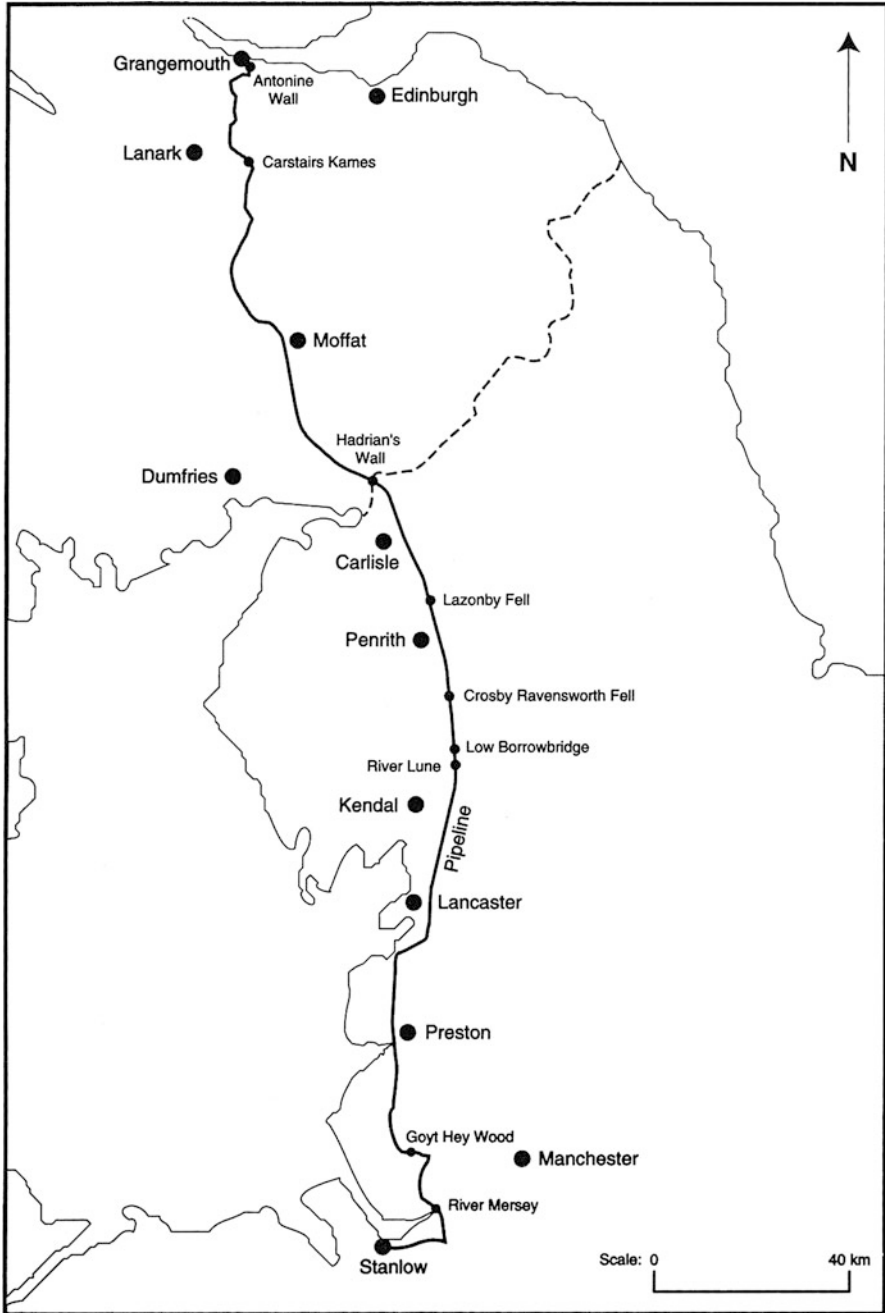 Grangemouth
Antonine
Wall
Edinburgh
N
Lanark
Carstairs Kames
Moffat
Hadrian's
Wall
Dumfries
Carlisle
Lazonby Fell
Penrith
Crosby Ravensworth Fell
Low Borrowbridge
River Lune
Kendal
Pipeline
Lancaster
Preston
Goyt Hey Wood
Manchester
River Mersey
Stanlow
Scale: 0 40 km